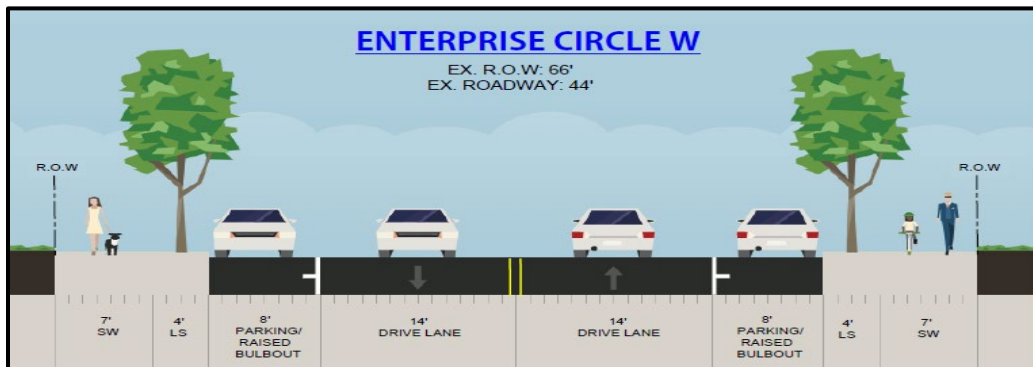 ENTERPRISE CIRCLE W
EX. R.O.W: 66'
EX. ROADWAY: 44'
R.O.W
R.O.W
7'
SW
4'
LS
8'
PARKING/
RAISED
BULBOUT
14'
DRIVE LANE
14'
DRIVE LANE
8'
PARKING/
RAISED
BULBOUT
4'
LS
7'
SW